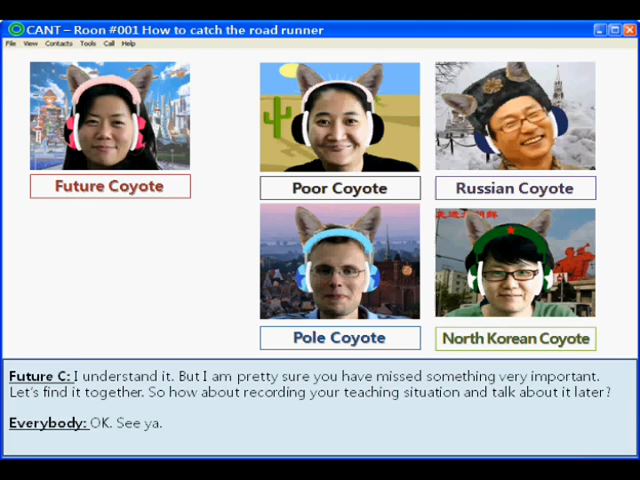 CANT – Roon #001 How to catch the road runner
File View Contacts Tools Call Help
Future Coyote
Poor Coyote
Russian Coyote
Pole Coyote
North Korean Coyote
Future C: I understand it. But I am pretty sure you have missed something very important.
Let's find it together. So how about recording your teaching situation and talk about it later?
Everybody: OK. See ya.